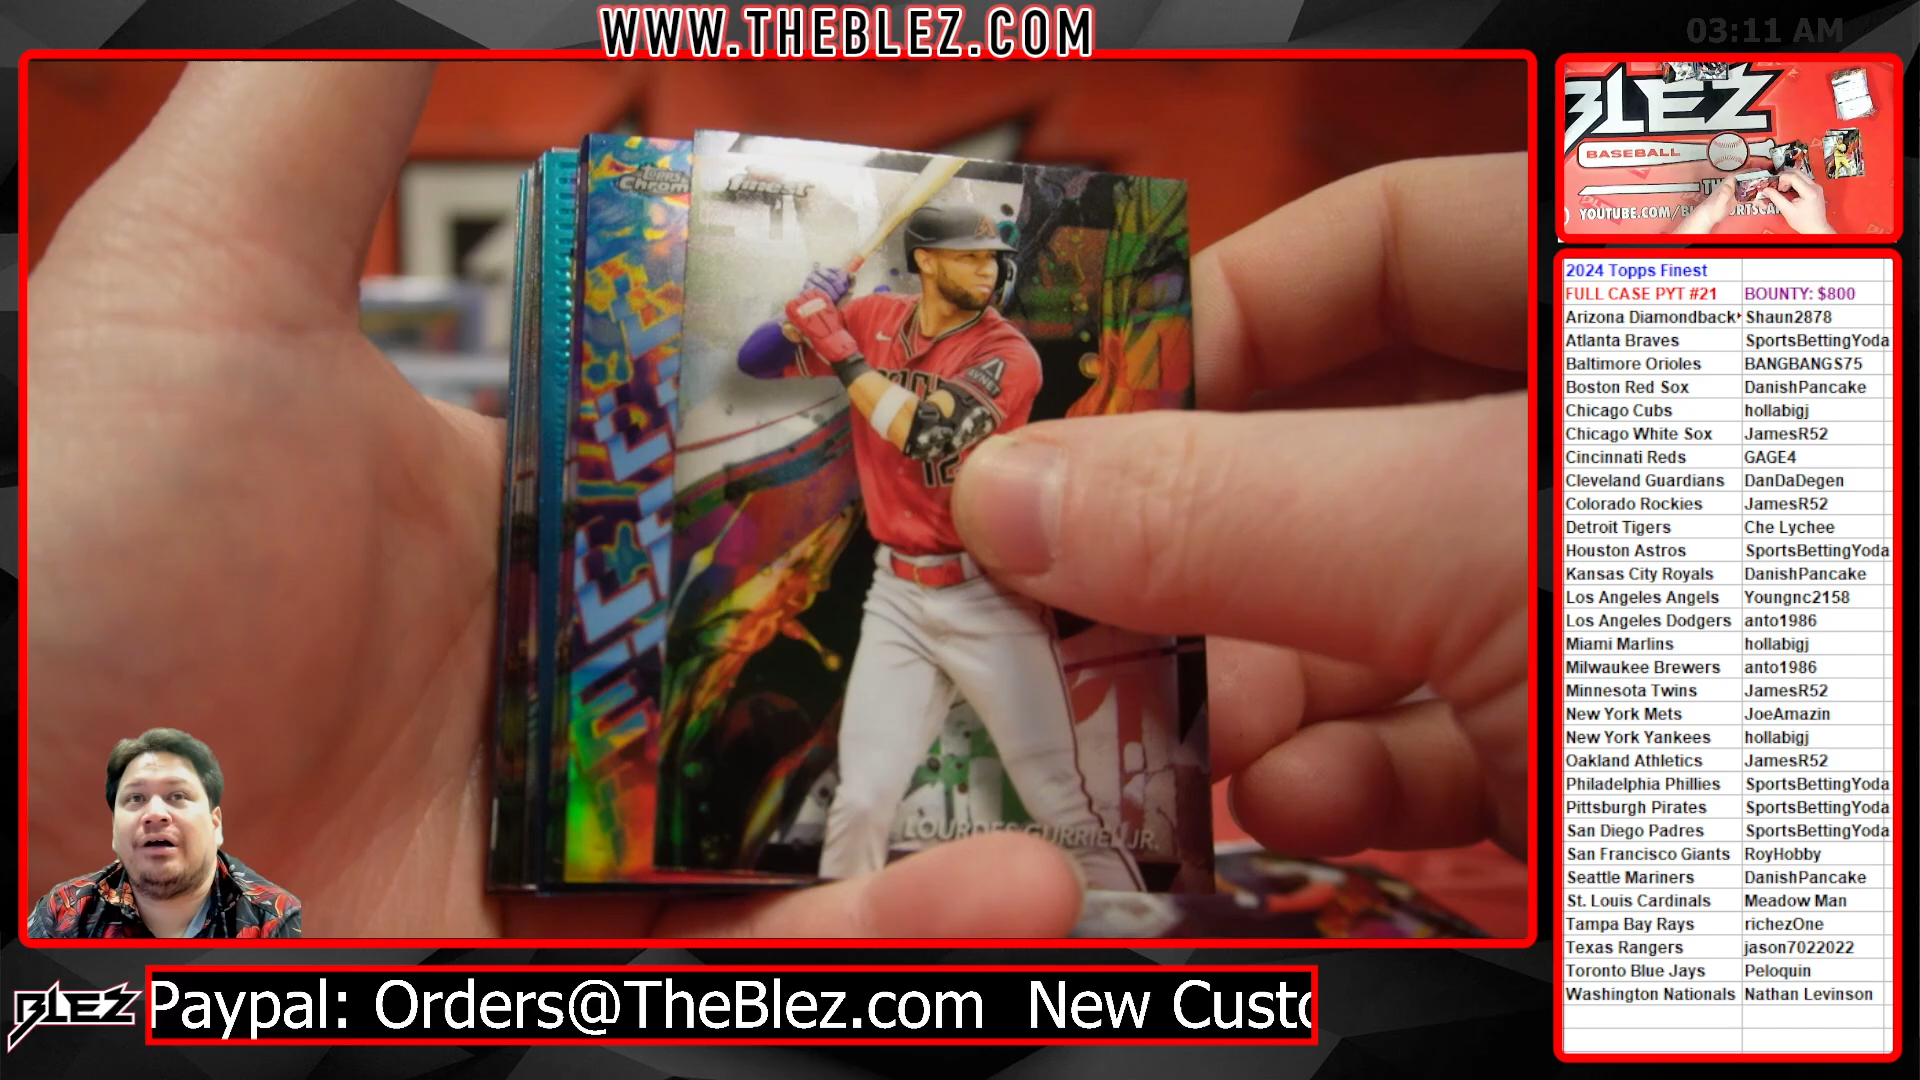 WWW.THEBLEZ.COM
03:11 AM
BLEZ
BASEBALL
YOUTUBE.COM/
TOPPS
Chrom
finest
A
AVNET
12
LOURDES GURRIEL JR.
2024 Topps Finest
FULL CASE PYT #21 BOUNTY: $800
Arizona Diamondback Shaun2878
Atlanta Braves SportsBettingYoda
Baltimore Orioles BANGBANGS75
Boston Red Sox DanishPancake
Chicago Cubs hollabigj
Chicago White Sox JamesR52
Cincinnati Reds GAGE4
Cleveland Guardians DanDaDegen
Colorado Rockies JamesR52
Detroit Tigers Che Lychee
Houston Astros SportsBettingYoda
Kansas City Royals DanishPancake
Los Angeles Angels Youngnc2158
Los Angeles Dodgers anto1986
Miami Marlins hollabigj
Milwaukee Brewers anto1986
Minnesota Twins JamesR52
New York Mets JoeAmazin
New York Yankees hollabigj
Oakland Athletics JamesR52
Philadelphia Phillies SportsBettingYoda
Pittsburgh Pirates SportsBettingYoda
San Diego Padres SportsBettingYoda
San Francisco Giants RoyHobby
Seattle Mariners DanishPancake
St. Louis Cardinals Meadow Man
Tampa Bay Rays richezOne
Texas Rangers jason7022022
Toronto Blue Jays Peloquin
Washington Nationals Nathan Levinson
BLEZ
Paypal: Orders@TheBlez.com New Custo